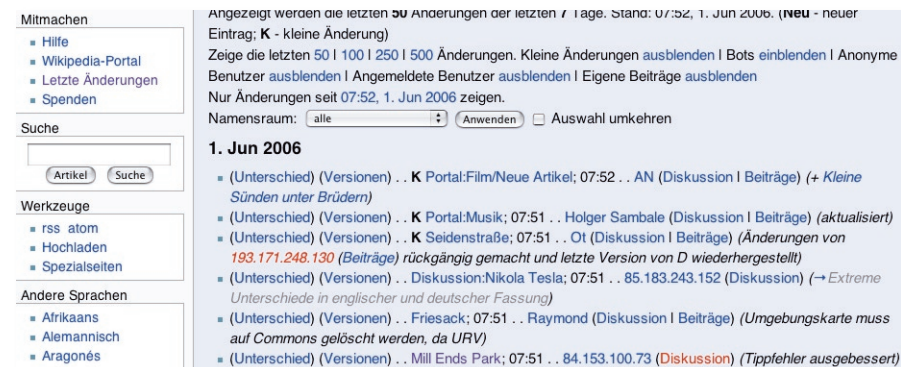 Mitmachen
Hilfe
Wikipedia-Portal
Letzte Änderungen
Spenden
Suche
Artikel Suche
Werkzeuge
rss atom
Hochladen
Spezialseiten
Andere Sprachen
Afrikaans
Alemannisch
Aragonés
Angezeigt werden die letzten 50 Änderungen der letzten 7 Tage. Stand: 07:52, 1. Jun 2006. (Neu - neuer
Eintrag; K - kleine Änderung)
Zeige die letzten 50 | 100 | 250 | 500 Änderungen. Kleine Änderungen ausblenden | Bots einblenden | Anonyme
Benutzer ausblenden | Angemeldete Benutzer ausblenden | Eigene Beiträge ausblenden
Nur Änderungen seit 07:52, 1. Jun 2006 zeigen.
Namensraum: alle Anwenden Auswahl umkehren
1. Jun 2006
(Unterschied) (Versionen) . . K Portal:Film/Neue Artikel; 07:52 . . AN (Diskussion | Beiträge) (+ Kleine
Sünden unter Brüdern)
(Unterschied) (Versionen) . . K Portal:Musik; 07:51 . . Holger Sambale (Diskussion | Beiträge) (aktualisiert)
(Unterschied) (Versionen) . . K Seidenstraße; 07:51 . . Ot (Diskussion | Beiträge) (Änderungen von
193.171.248.130 (Beiträge) rückgängig gemacht und letzte Version von D wiederhergestellt)
(Unterschied) (Versionen) . . Diskussion:Nikola Tesla; 07:51 . . 85.183.243.152 (Diskussion) (→Extreme
Unterschiede in englischer und deutscher Fassung)
(Unterschied) (Versionen) . . Friesack; 07:51 . . Raymond (Diskussion | Beiträge) (Umgebungskarte muss
auf Commons gelöscht werden, da URV)
(Unterschied) (Versionen) . . Mill Ends Park; 07:51 . . 84.153.100.73 (Diskussion) (Tippfehler ausgebessert)